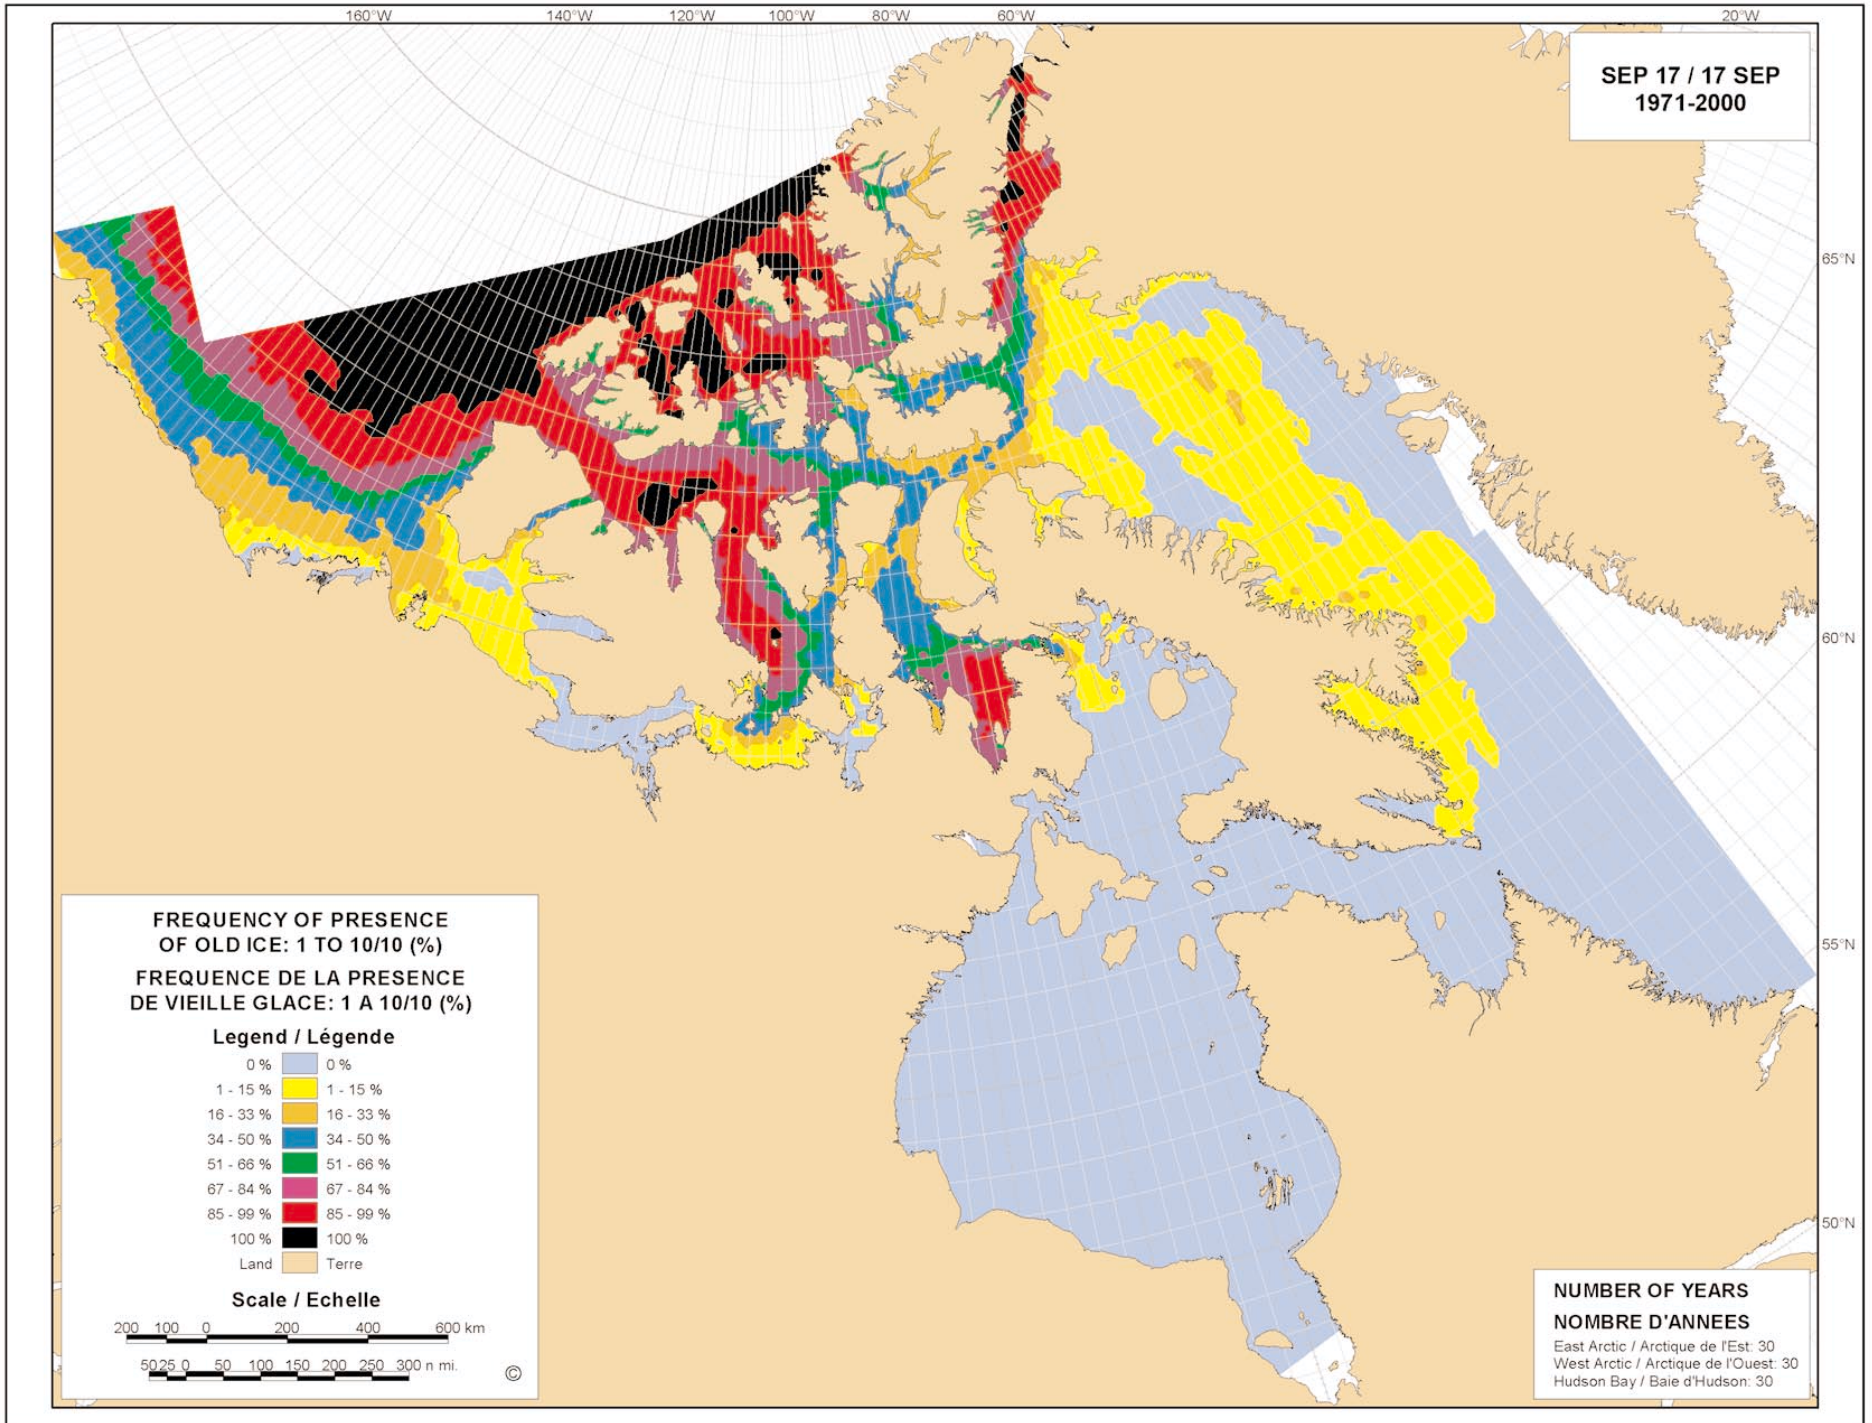 160°W 140°W 120°W 100°W 80°W 60°W 20°W
SEP 17 / 17 SEP
1971-2000
65°N
60°N
55°N
50°N
FREQUENCY OF PRESENCE
OF OLD ICE: 1 TO 10/10 (%)
FREQUENCE DE LA PRESENCE
DE VIEILLE GLACE: 1 A 10/10 (%)
Legend / Légende
0 % 0 %
1 - 15 % 1 - 15 %
16 - 33 % 16 - 33 %
34 - 50 % 34 - 50 %
51 - 66 % 51 - 66 %
67 - 84 % 67 - 84 %
85 - 99 % 85 - 99 %
100 % 100 %
Land Terre
Scale / Echelle
200 100 0 200 400 600 km
50 25 0 50 100 150 200 250 300 n mi.
©
NUMBER OF YEARS
NOMBRE D'ANNEES
East Arctic / Arctique de l'Est: 30
West Arctic / Arctique de l'Ouest: 30
Hudson Bay / Baie d'Hudson: 30